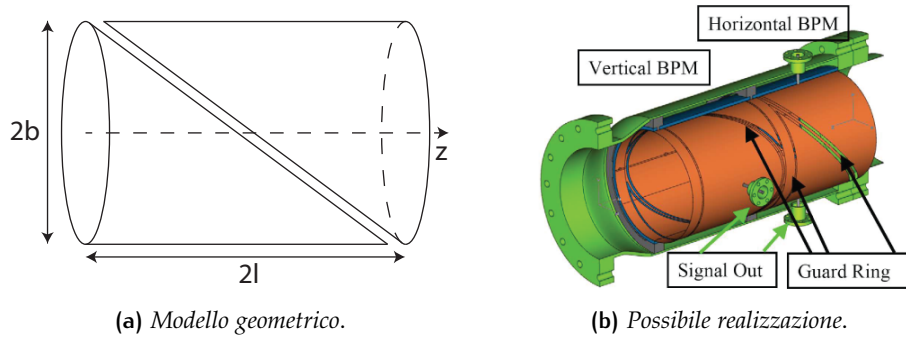 2b
z
2l
(a) Modello geometrico.
Horizontal BPM
Vertical BPM
Signal Out
Guard Ring
(b) Possibile realizzazione.